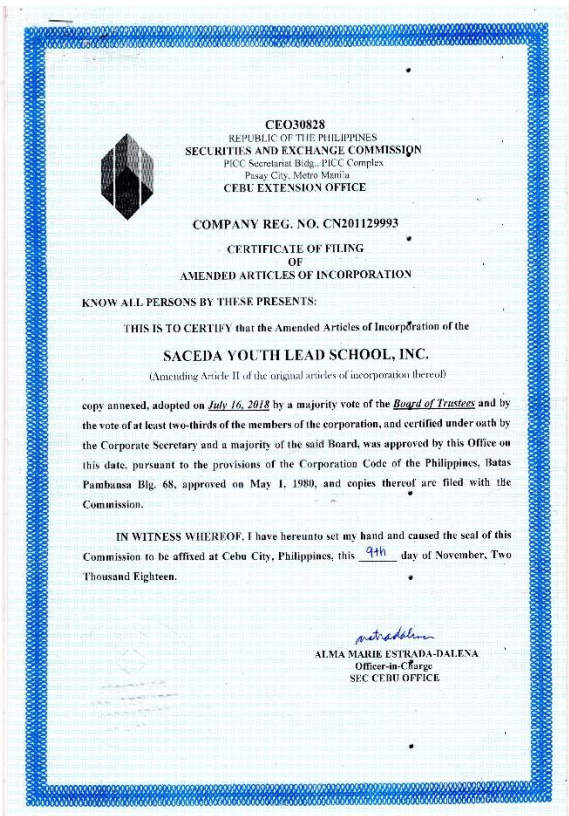 CEO30828
REPUBLIC OF THE PHILIPPINES
SECURITIES AND EXCHANGE COMMISSION
PICC Secretariat Bldg., PICC Complex
Pasay City, Metro Manila
CEBU EXTENSION OFFICE
COMPANY REG. NO. CN201129993
CERTIFICATE OF FILING
OF
AMENDED ARTICLES OF INCORPORATION
KNOW ALL PERSONS BY THESE PRESENTS:
THIS IS TO CERTIFY that the Amended Articles of Incorporation of the
SACEDA YOUTH LEAD SCHOOL, INC.
(Amending Article II of the original articles of incorporation thereof)
copy annexed, adopted on July 16, 2018 by a majority vote of the Board of Trustees and by
the vote of at least two-thirds of the members of the corporation, and certified under oath by
the Corporate Secretary and a majority of the said Board, was approved by this Office on
this date, pursuant to the provisions of the Corporation Code of the Philippines, Batas
Pambansa Blg. 68, approved on May 1, 1980, and copies thereof are filed with the
Commission.
IN WITNESS WHEREOF, I have hereunto set my hand and caused the seal of this
Commission to be affixed at Cebu City, Philippines, this 9th day of November, Two
Thousand Eighteen.
ALMA MARIE ESTRADA-DALENA
Officer-in-Charge
SEC CEBU OFFICE